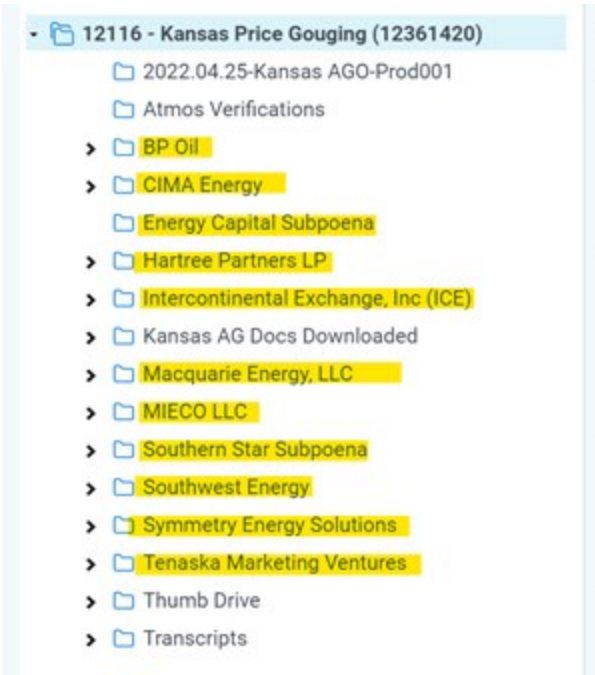 12116 - Kansas Price Gouging (12361420)
2022.04.25-Kansas AGO-Prod001
Atmos Verifications
BP Oil
CIMA Energy
Energy Capital Subpoena
Hartree Partners LP
Intercontinental Exchange, Inc (ICE)
Kansas AG Docs Downloaded
Macquarie Energy, LLC
MIECO LLC
Southern Star Subpoena
Southwest Energy
Symmetry Energy Solutions
Tenaska Marketing Ventures
Thumb Drive
Transcripts